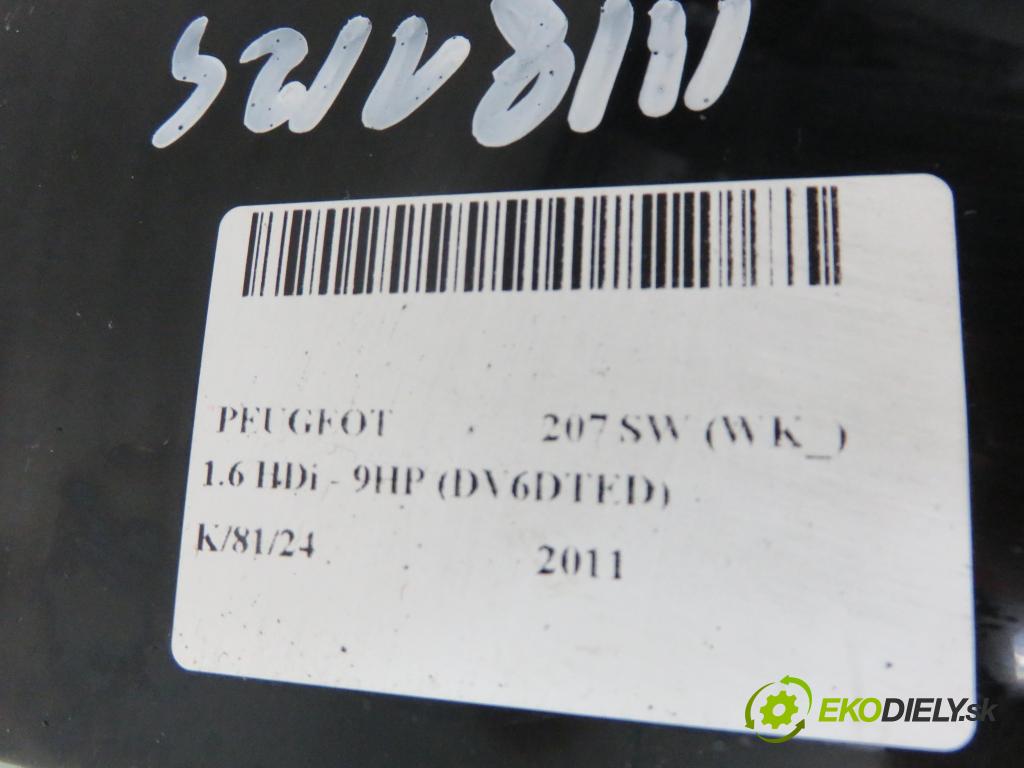 PEUGEOT 207 SW (WK_)
1.6 HDi - 9HP (DV6DTED)
K/81/24 2011
EKODIELY.sk